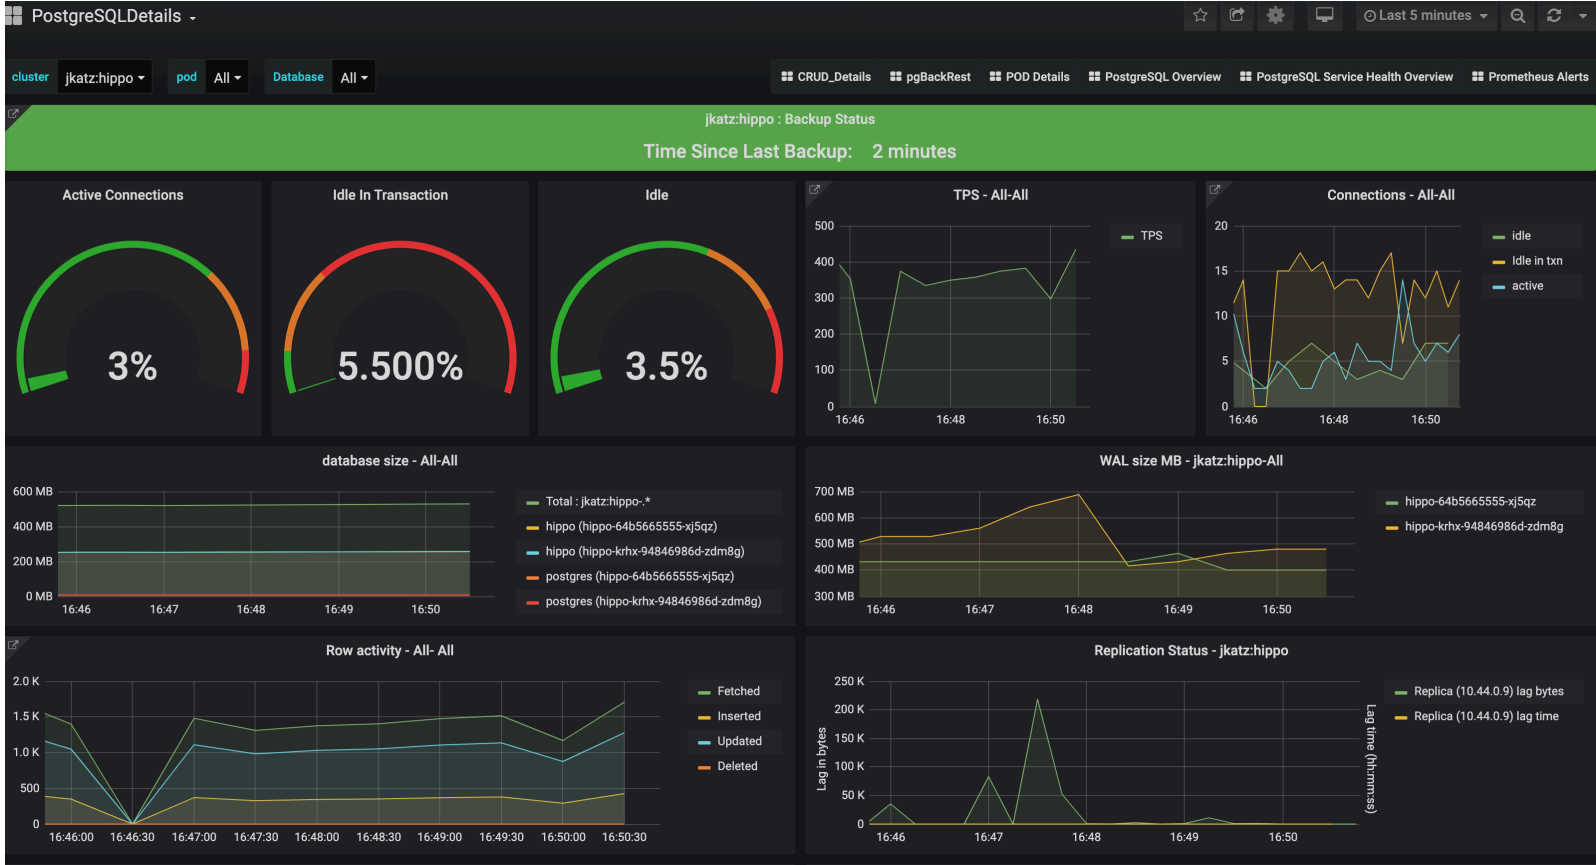 PostgreSQLDetails
Last 5 minutes
cluster jkatz:hippo pod All Database All
CRUD_Details pgBackRest POD Details PostgreSQL Overview PostgreSQL Service Health Overview Prometheus Alerts
jkatz:hippo : Backup Status
Time Since Last Backup: 2 minutes
Active Connections
3%
Idle In Transaction
5.500%
Idle
3.5%
TPS - All-All
500
400
300
200
100
0
16:46 16:48 16:50
TPS
Connections - All-All
20
15
10
5
0
16:46 16:48 16:50
idle
Idle in txn
active
database size - All-All
600 MB
400 MB
200 MB
0 MB
16:46 16:47 16:48 16:49 16:50
Total : jkatz:hippo-.*
hippo (hippo-64b5665555-xj5qz)
hippo (hippo-krhx-94846986d-zdm8g)
postgres (hippo-64b5665555-xj5qz)
postgres (hippo-krhx-94846986d-zdm8g)
WAL size MB - jkatz:hippo-All
700 MB
600 MB
500 MB
400 MB
300 MB
16:46 16:47 16:48 16:49 16:50
hippo-64b5665555-xj5qz
hippo-krhx-94846986d-zdm8g
Row activity - All- All
2.0 K
1.5 K
1.0 K
500
0
16:46:00 16:46:30 16:47:00 16:47:30 16:48:00 16:48:30 16:49:00 16:49:30 16:50:00 16:50:30
Fetched
Inserted
Updated
Deleted
Replication Status - jkatz:hippo
Lag in bytes
250 K
200 K
150 K
100 K
50 K
0
16:46 16:47 16:48 16:49 16:50
Lag time (hh:mm:ss)
Replica (10.44.0.9) lag bytes
Replica (10.44.0.9) lag time